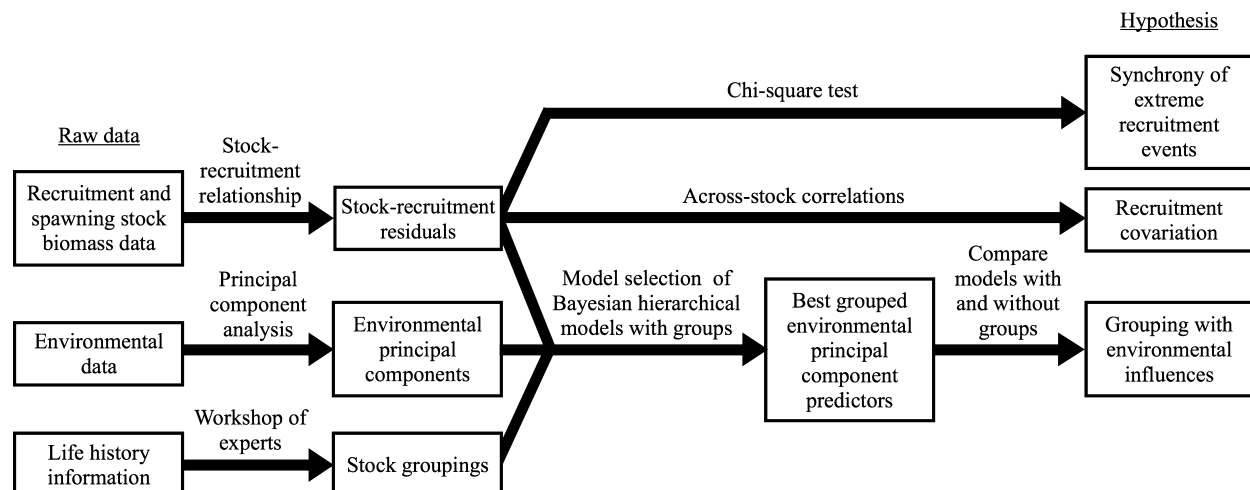 Hypothesis
Chi-square test
Synchrony of
extreme
recruitment
events
Raw data
Stock-
recruitment
relationship
Recruitment and
spawning stock
biomass data
Stock-recruitment
residuals
Across-stock correlations
Recruitment
covariation
Principal
component
analysis
Environmental
data
Environmental
principal
components
Model selection of
Bayesian hierarchical
models with groups
Best grouped
environmental
principal
component
predictors
Compare
models with
and without
groups
Grouping with
environmental
influences
Workshop of
experts
Life history
information
Stock groupings